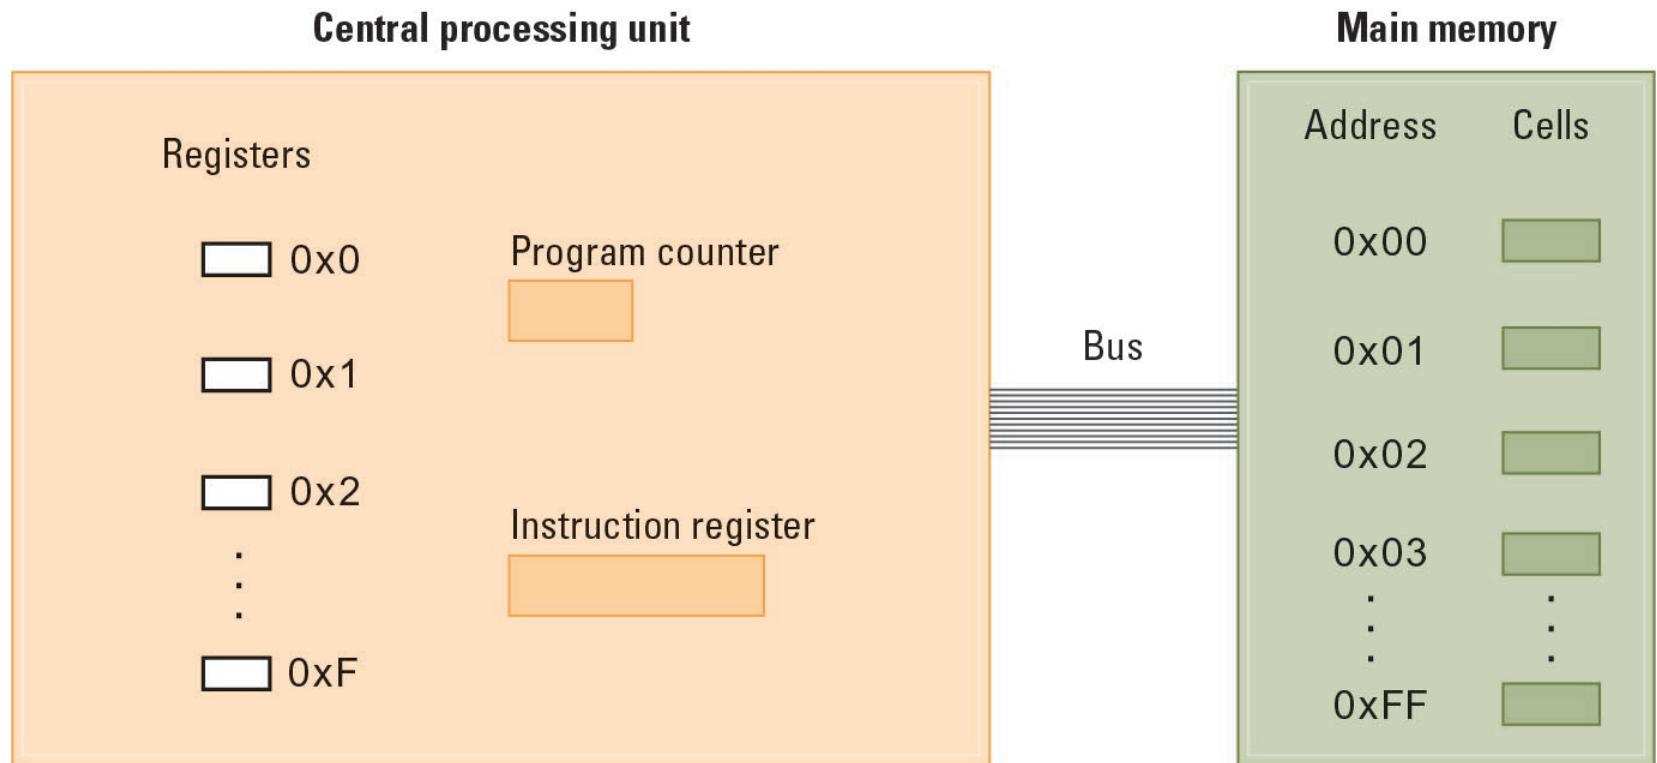 Central processing unit
Registers
0x0
0x1
0x2
0xF
Program counter
Instruction register
Bus
Main memory
Address Cells
0x00
0x01
0x02
0x03
0xFF